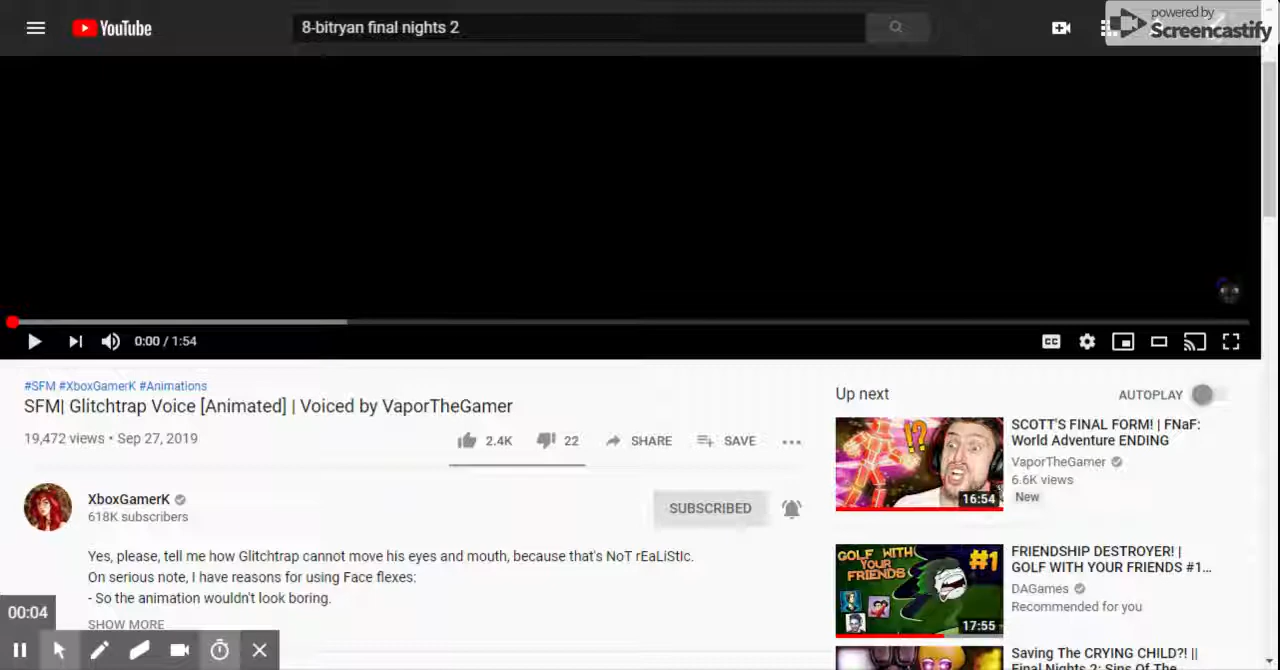 YouTube
8-bitryan final nights 2
powered by
Screencastify
0:00 / 1:54
CC
#SFM #XboxGamerK #Animations
SFM| Glitchtrap Voice [Animated] | Voiced by VaporTheGamer
19,472 views • Sep 27, 2019
2.4K
22
SHARE
SAVE
XboxGamerK
618K subscribers
SUBSCRIBED
Yes, please, tell me how Glitchtrap cannot move his eyes and mouth, because that's NoT rEaLiStIc.
On serious note, I have reasons for using Face flexes:
- So the animation wouldn't look boring.
SHOW MORE
00:04
Up next
AUTOPLAY
!?
16:54
SCOTT'S FINAL FORM! | FNaF:
World Adventure ENDING
VaporTheGamer
6.6K views
New
GOLF WITH
YOUR
FRIENDS
#1
17:55
FRIENDSHIP DESTROYER! |
GOLF WITH YOUR FRIENDS #1...
DAGames
Recommended for you
Saving The CRYING CHILD?! ||
Final Nights 2: Sins Of The